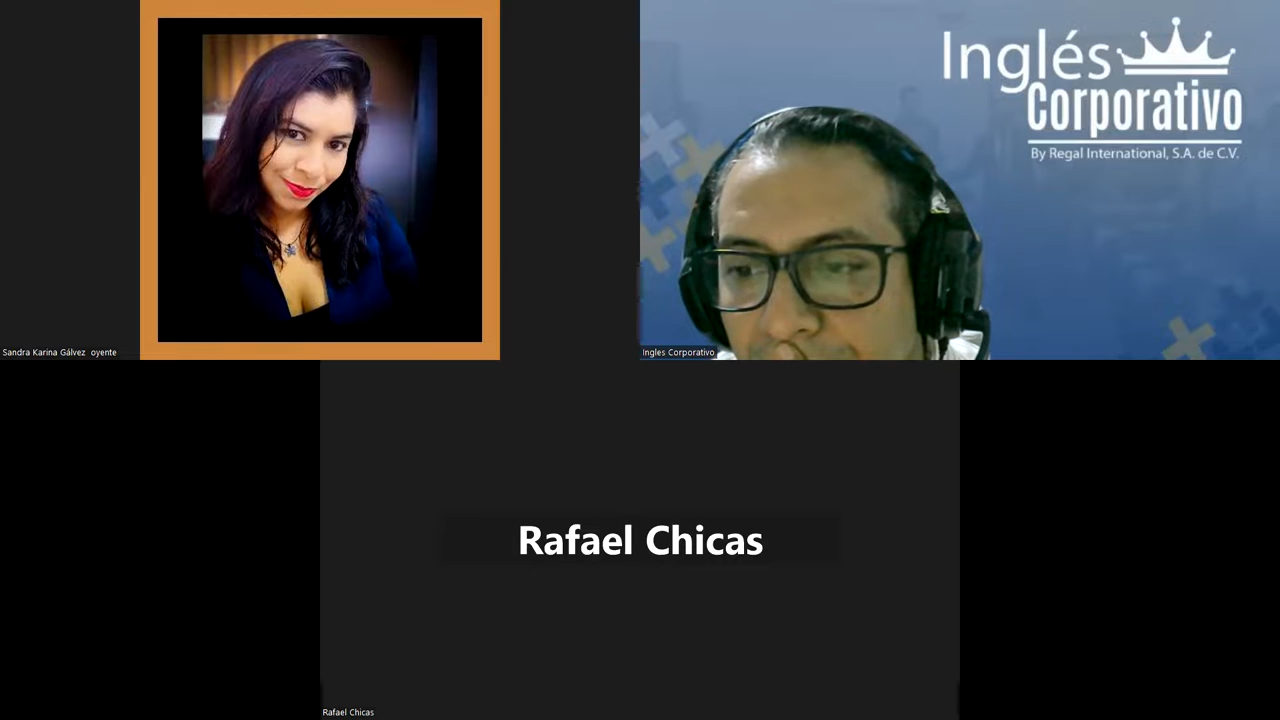 Inglés
Corporativo
By Regal International, S.A. de C.V.
Sandra Karina Gálvez oyente
Ingles Corporativo
Rafael Chicas
Rafael Chicas